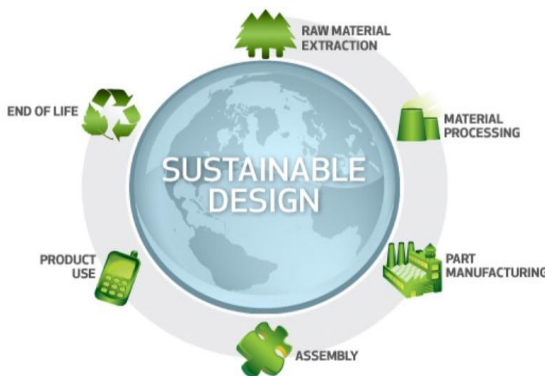 RAW MATERIAL
EXTRACTION
MATERIAL
PROCESSING
PART
MANUFACTURING
ASSEMBLY
PRODUCT
USE
END OF LIFE
SUSTAINABLE
DESIGN